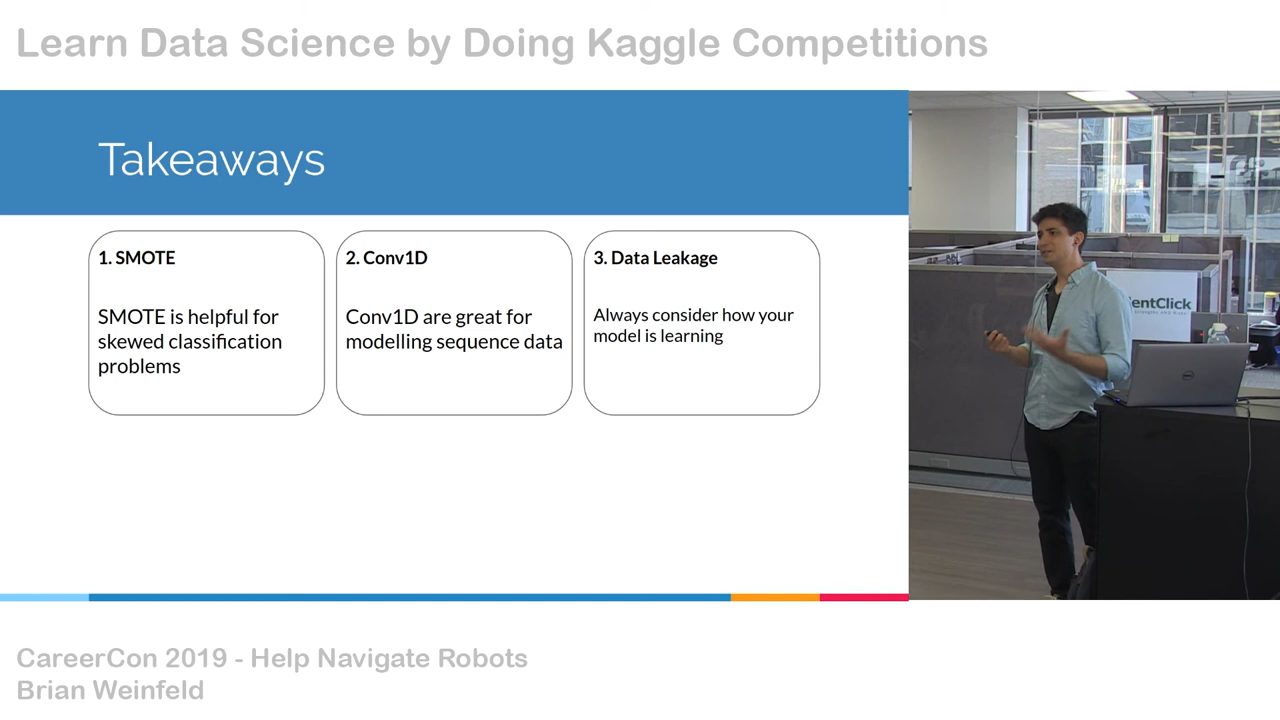 Learn Data Science by Doing Kaggle Competitions
Takeaways
1. SMOTE
SMOTE is helpful for
skewed classification
problems
2. Conv1D
Conv1D are great for
modelling sequence data
3. Data Leakage
Always consider how your
model is learning
entClick
CareerCon 2019 - Help Navigate Robots
Brian Weinfeld